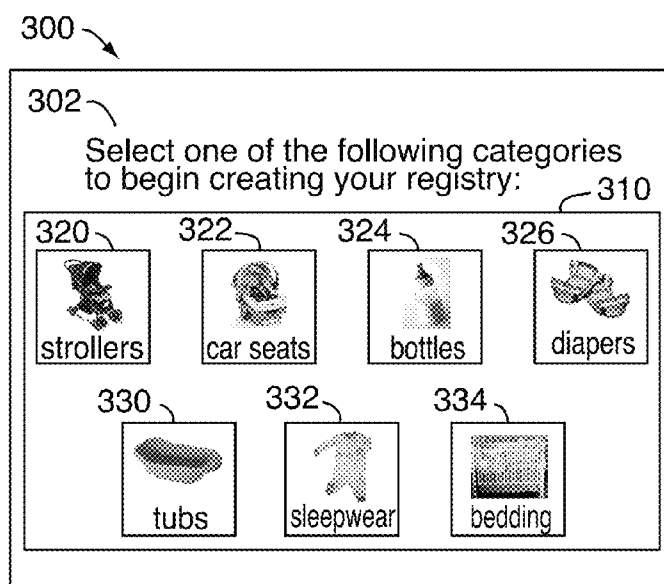 300
302
Select one of the following categories
to begin creating your registry:
310
320 322 324 326
strollers car seats bottles diapers
330 332 334
tubs sleepwear bedding